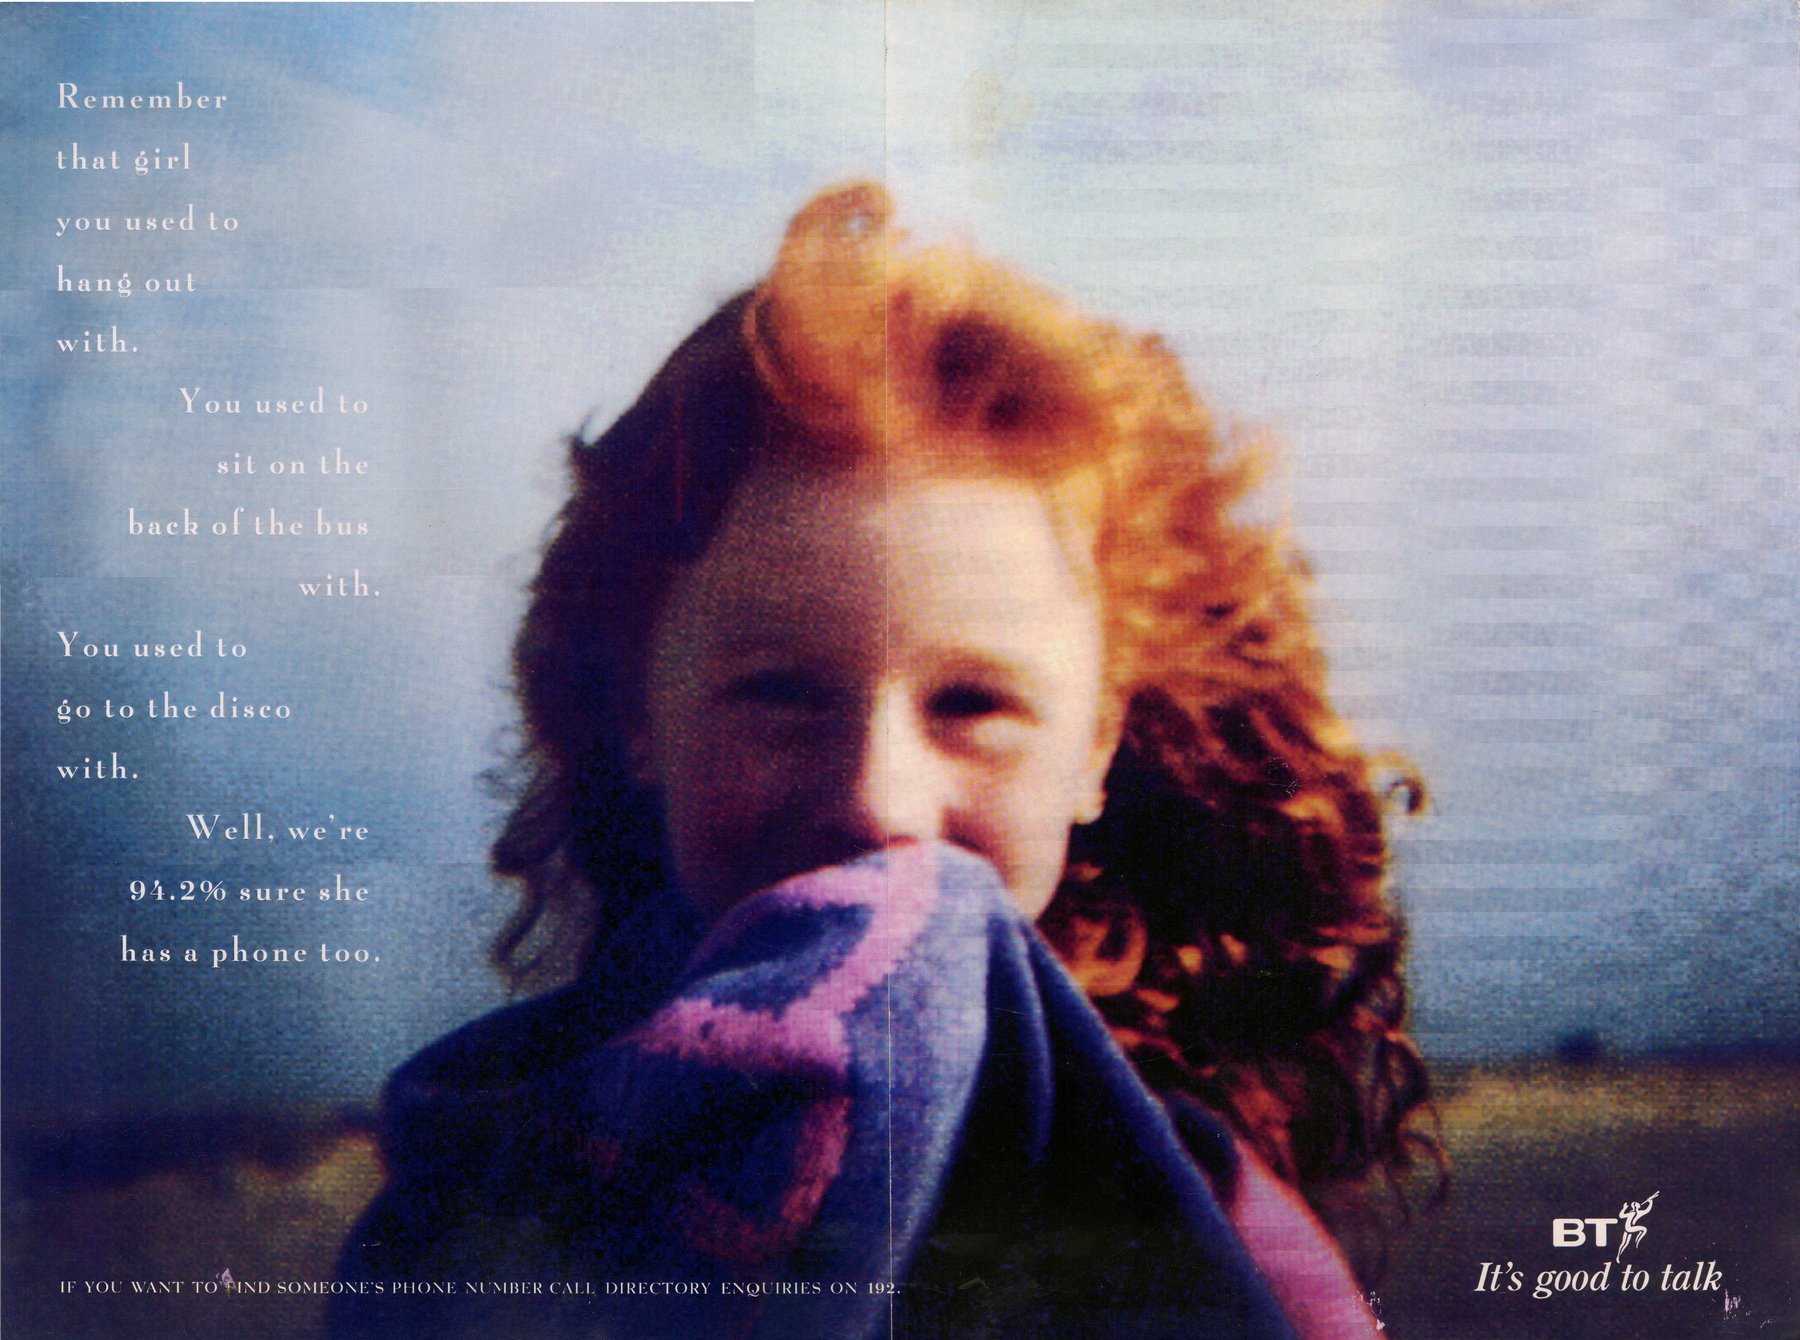 Remember
that girl
you used to
hang out
with.
You used to
sit on the
back of the bus
with.
You used to
go to the disco
with.
Well, we're
94.2% sure she
has a phone too.
IF YOU WANT TO FIND SOMEONE'S PHONE NUMBER CALL DIRECTORY ENQUIRIES ON 192.
BT
It's good to talk